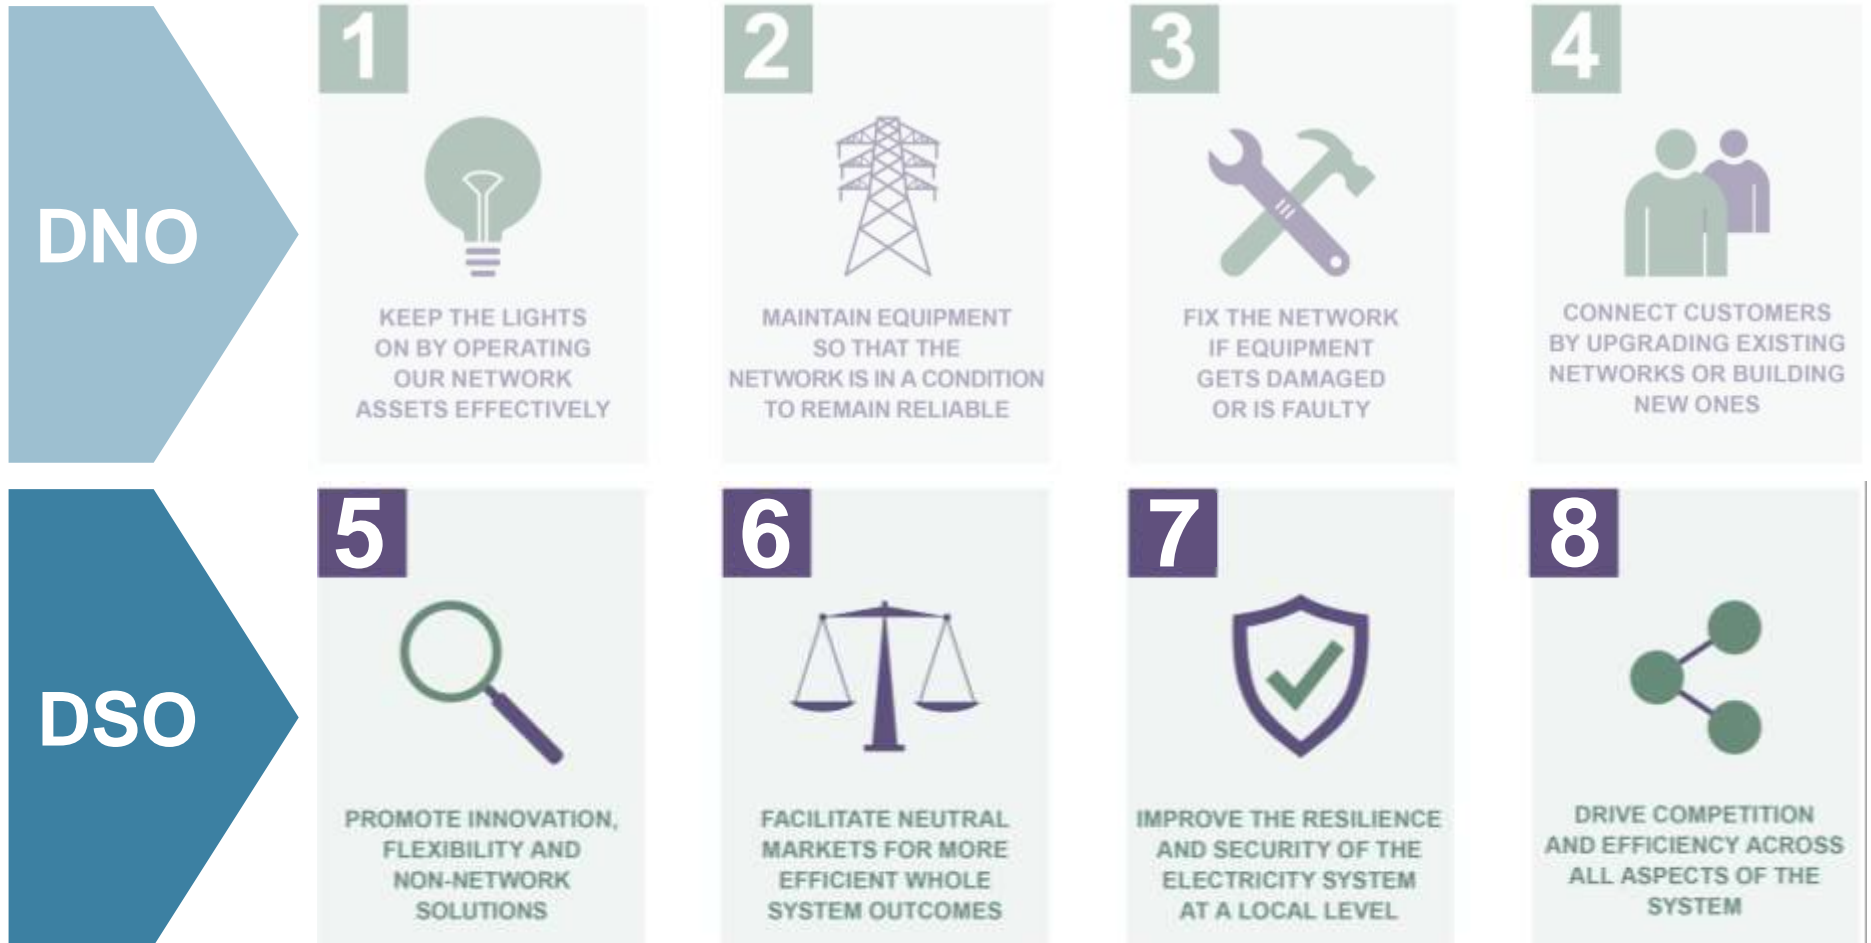 DNO
1
KEEP THE LIGHTS
ON BY OPERATING
OUR NETWORK
ASSETS EFFECTIVELY
2
MAINTAIN EQUIPMENT
SO THAT THE
NETWORK IS IN A CONDITION
TO REMAIN RELIABLE
3
FIX THE NETWORK
IF EQUIPMENT
GETS DAMAGED
OR IS FAULTY
4
CONNECT CUSTOMERS
BY UPGRADING EXISTING
NETWORKS OR BUILDING
NEW ONES
DSO
5
PROMOTE INNOVATION,
FLEXIBILITY AND
NON-NETWORK
SOLUTIONS
6
FACILITATE NEUTRAL
MARKETS FOR MORE
EFFICIENT WHOLE
SYSTEM OUTCOMES
7
IMPROVE THE RESILIENCE
AND SECURITY OF THE
ELECTRICITY SYSTEM
AT A LOCAL LEVEL
8
DRIVE COMPETITION
AND EFFICIENCY ACROSS
ALL ASPECTS OF THE
SYSTEM